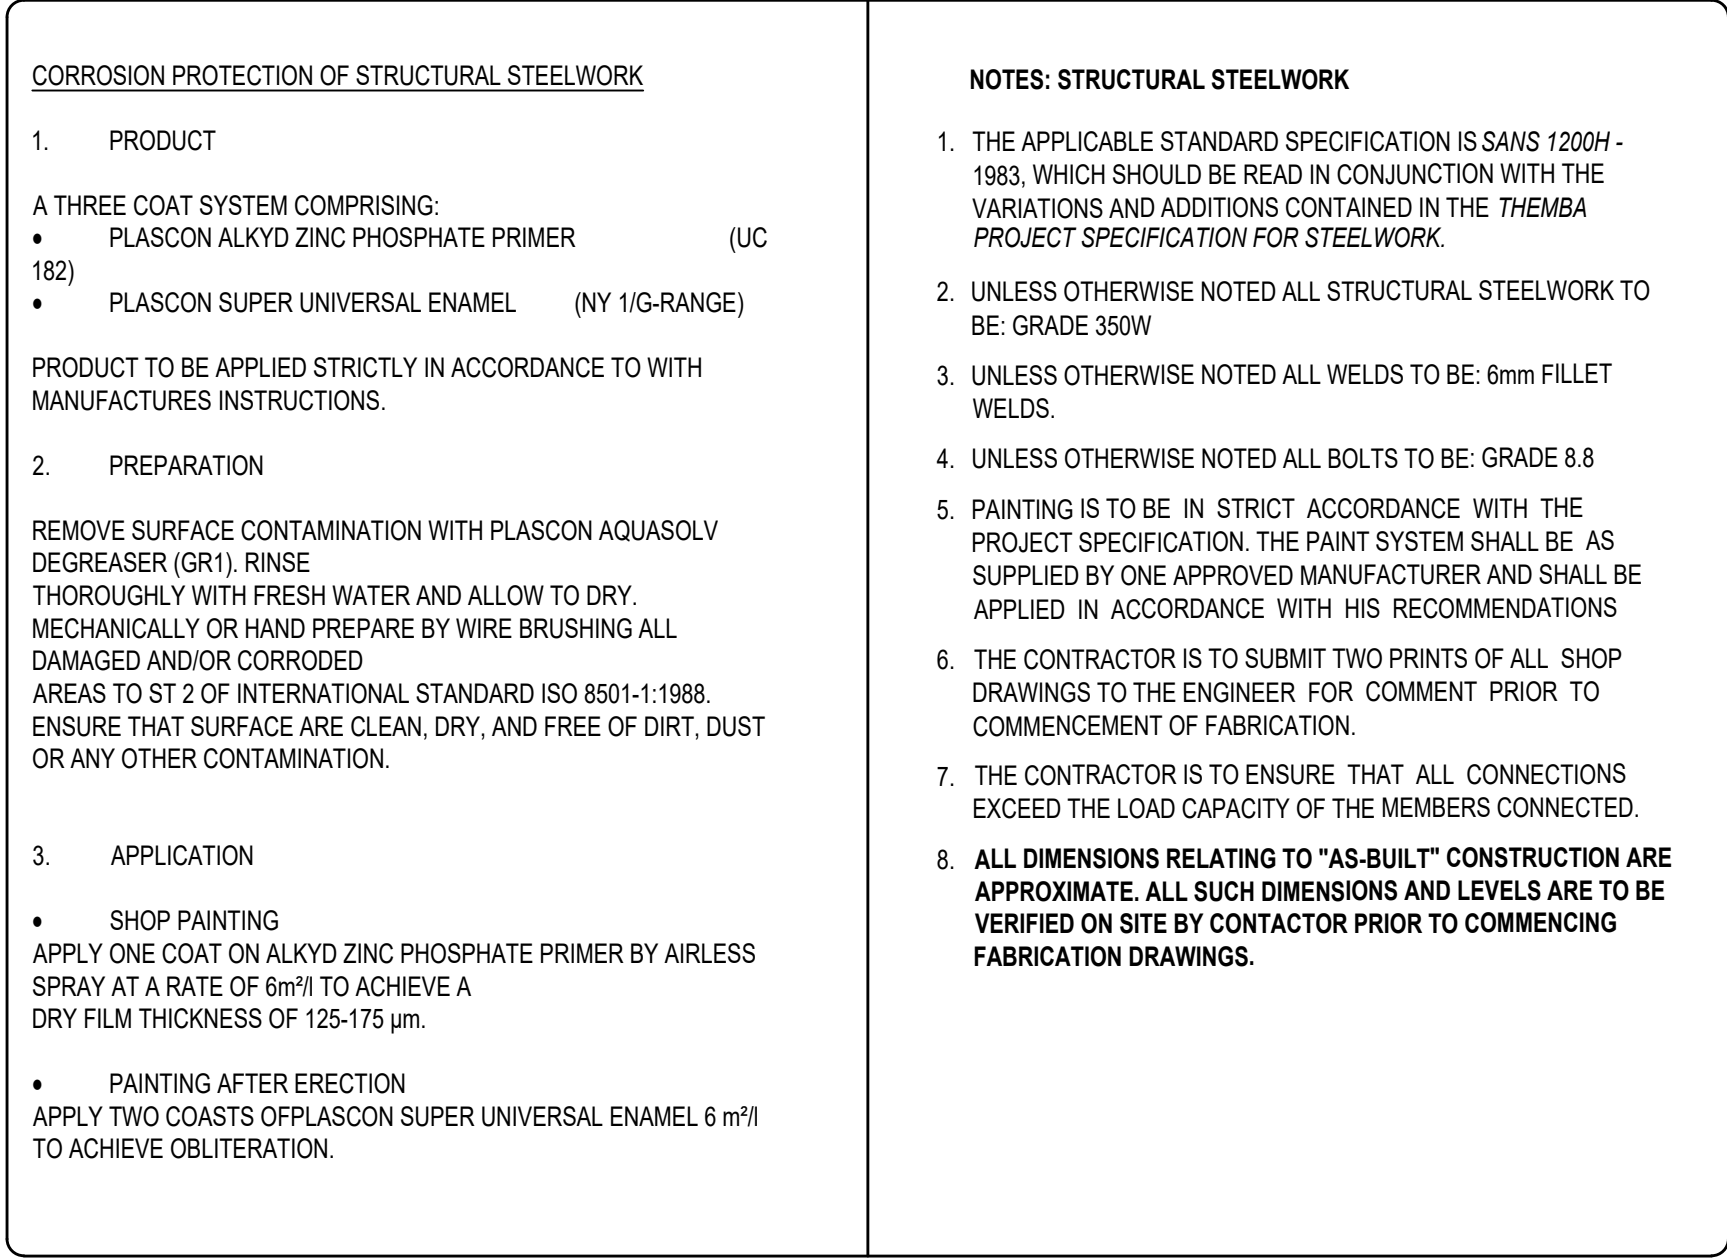 CORROSION PROTECTION OF STRUCTURAL STEELWORK
1. PRODUCT
A THREE COAT SYSTEM COMPRISING:
• PLASCON ALKYD ZINC PHOSPHATE PRIMER (UC
182)
• PLASCON SUPER UNIVERSAL ENAMEL (NY 1/G-RANGE)
PRODUCT TO BE APPLIED STRICTLY IN ACCORDANCE TO WITH
MANUFACTURES INSTRUCTIONS.
2. PREPARATION
REMOVE SURFACE CONTAMINATION WITH PLASCON AQUASOLV
DEGREASER (GR1). RINSE
THOROUGHLY WITH FRESH WATER AND ALLOW TO DRY.
MECHANICALLY OR HAND PREPARE BY WIRE BRUSHING ALL
DAMAGED AND/OR CORRODED
AREAS TO ST 2 OF INTERNATIONAL STANDARD ISO 8501-1:1988.
ENSURE THAT SURFACE ARE CLEAN, DRY, AND FREE OF DIRT, DUST
OR ANY OTHER CONTAMINATION.
3. APPLICATION
• SHOP PAINTING
APPLY ONE COAT ON ALKYD ZINC PHOSPHATE PRIMER BY AIRLESS
SPRAY AT A RATE OF 6m²/l TO ACHIEVE A
DRY FILM THICKNESS OF 125-175 µm.
• PAINTING AFTER ERECTION
APPLY TWO COASTS OFPLASCON SUPER UNIVERSAL ENAMEL 6 m²/l
TO ACHIEVE OBLITERATION.
NOTES: STRUCTURAL STEELWORK
1. THE APPLICABLE STANDARD SPECIFICATION IS SANS 1200H -
1983, WHICH SHOULD BE READ IN CONJUNCTION WITH THE
VARIATIONS AND ADDITIONS CONTAINED IN THE THEMBA
PROJECT SPECIFICATION FOR STEELWORK.
2. UNLESS OTHERWISE NOTED ALL STRUCTURAL STEELWORK TO
BE: GRADE 350W
3. UNLESS OTHERWISE NOTED ALL WELDS TO BE: 6mm FILLET
WELDS.
4. UNLESS OTHERWISE NOTED ALL BOLTS TO BE: GRADE 8.8
5. PAINTING IS TO BE IN STRICT ACCORDANCE WITH THE
PROJECT SPECIFICATION. THE PAINT SYSTEM SHALL BE AS
SUPPLIED BY ONE APPROVED MANUFACTURER AND SHALL BE
APPLIED IN ACCORDANCE WITH HIS RECOMMENDATIONS
6. THE CONTRACTOR IS TO SUBMIT TWO PRINTS OF ALL SHOP
DRAWINGS TO THE ENGINEER FOR COMMENT PRIOR TO
COMMENCEMENT OF FABRICATION.
7. THE CONTRACTOR IS TO ENSURE THAT ALL CONNECTIONS
EXCEED THE LOAD CAPACITY OF THE MEMBERS CONNECTED.
8. ALL DIMENSIONS RELATING TO "AS-BUILT" CONSTRUCTION ARE
APPROXIMATE. ALL SUCH DIMENSIONS AND LEVELS ARE TO BE
VERIFIED ON SITE BY CONTACTOR PRIOR TO COMMENCING
FABRICATION DRAWINGS.